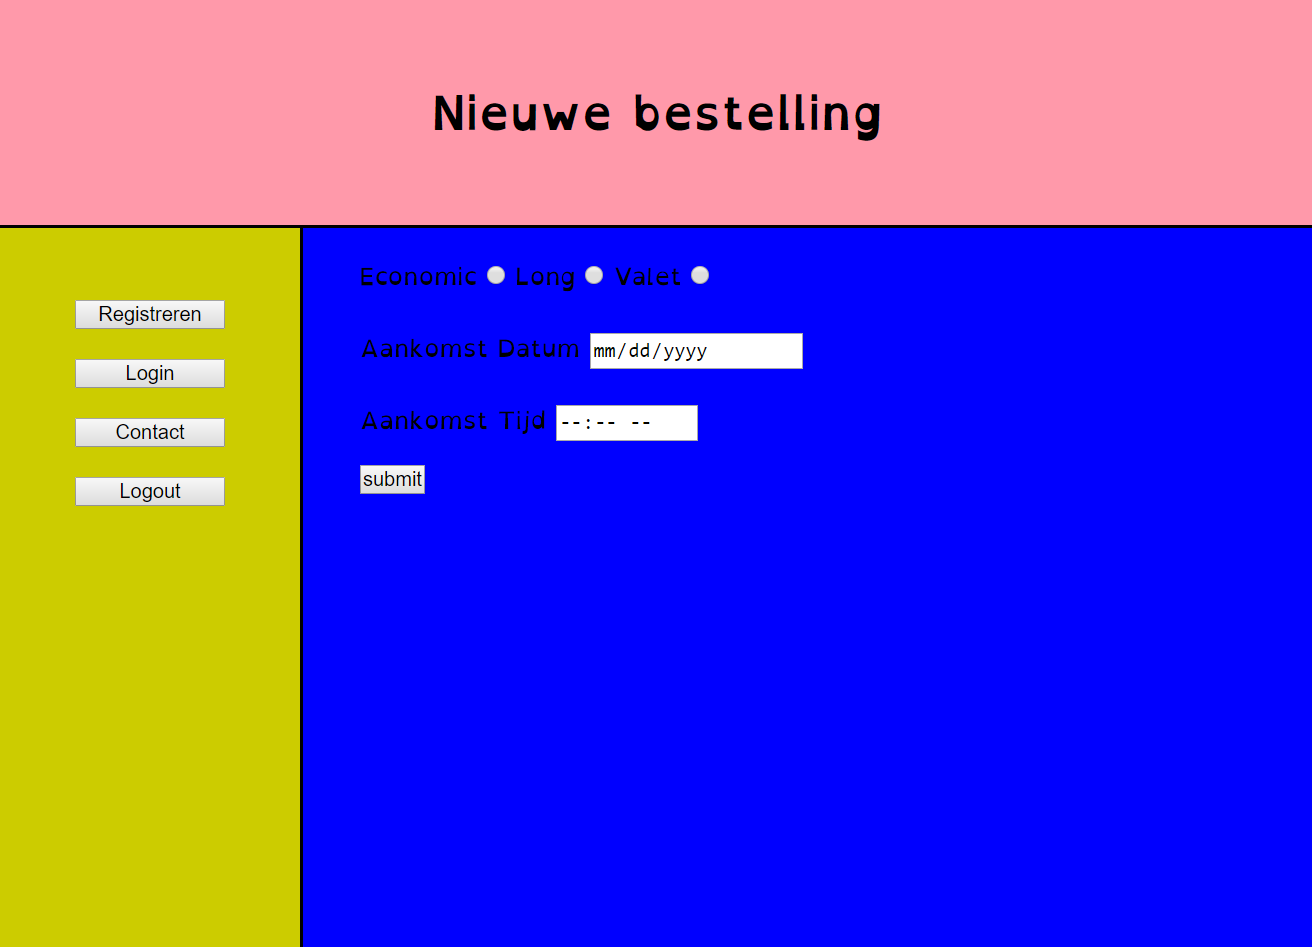 Nieuwe bestelling
Registreren
Login
Contact
Logout
Economic Long Valet
Aankomst Datum mm/dd/yyyy
Aankomst Tijd --:-- --
submit